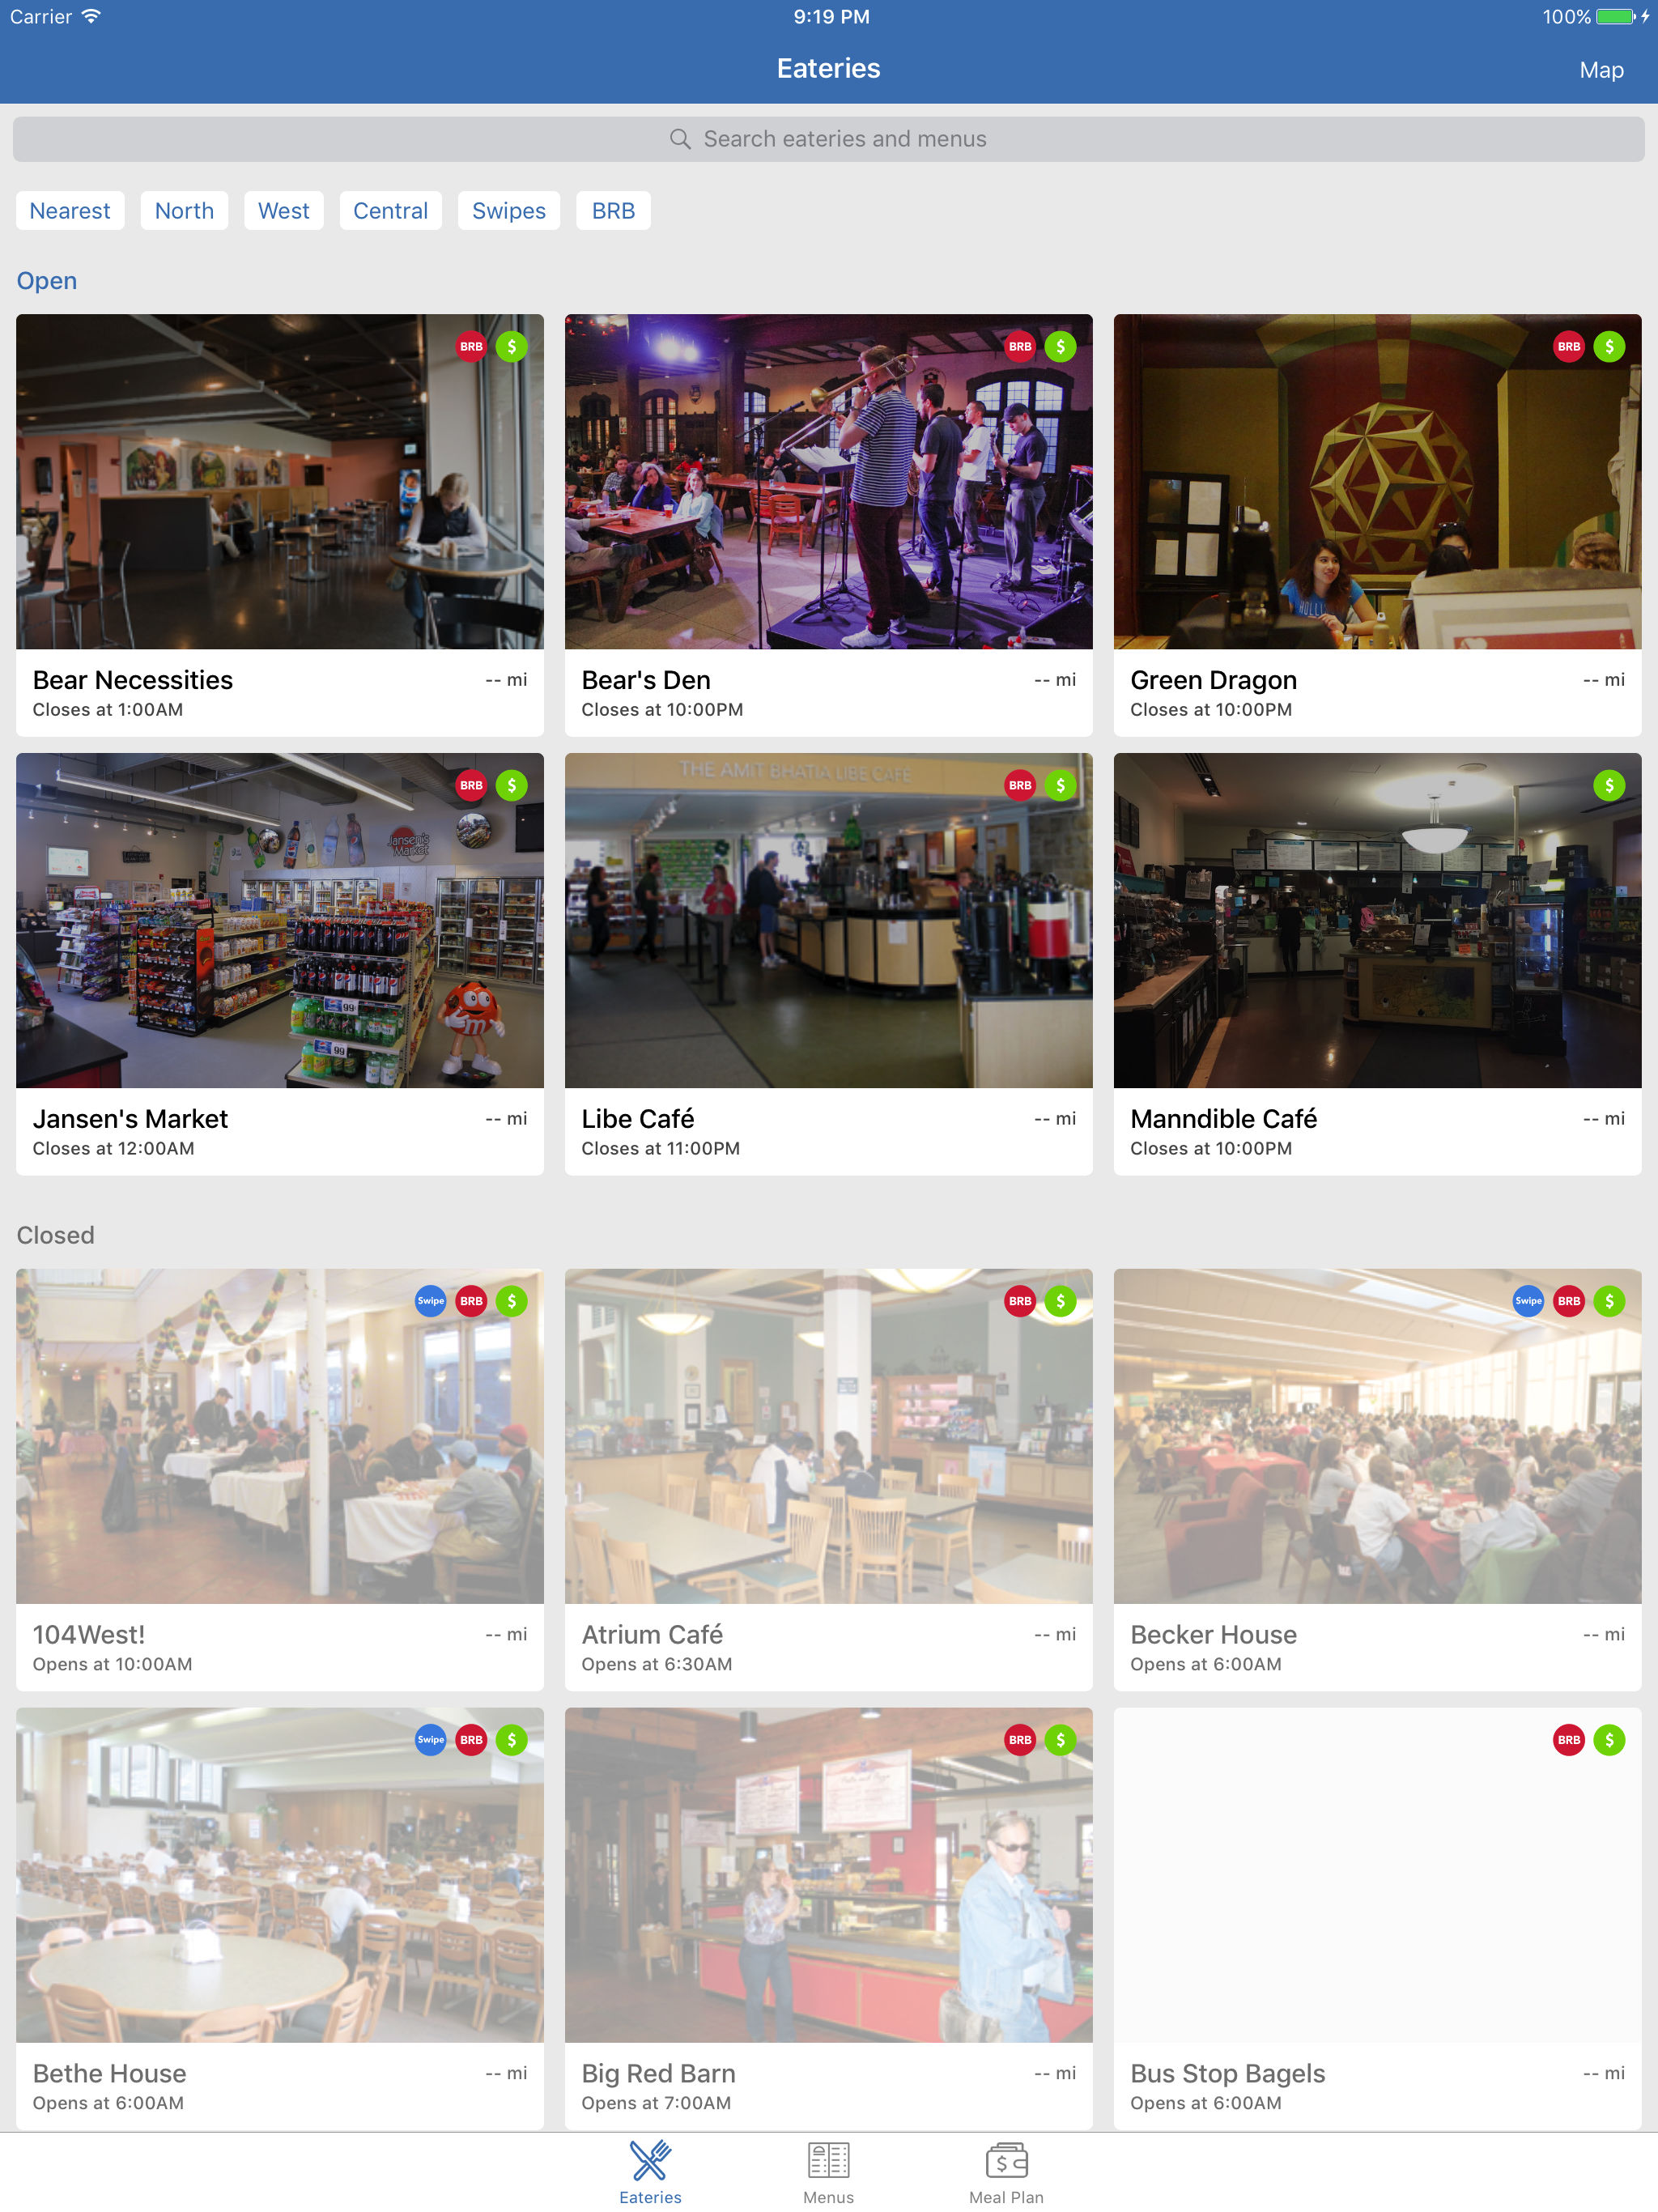 Carrier 9:19 PM 100%
Eateries Map
Search eateries and menus
Nearest North West Central Swipes BRB
Open
BRB $
BRB $
BRB $
Bear Necessities -- mi
Closes at 1:00AM
Bear's Den -- mi
Closes at 10:00PM
Green Dragon -- mi
Closes at 10:00PM
BRB $
Jansen's
Market
99
99
THE AMIT BHATIA LIBE CAFÉ
BRB $
$
Jansen's Market -- mi
Closes at 12:00AM
Libe Café -- mi
Closes at 11:00PM
Manndible Café -- mi
Closes at 10:00PM
Closed
Swipe BRB $
BRB $
Swipe BRB $
104West! -- mi
Opens at 10:00AM
Atrium Café -- mi
Opens at 6:30AM
Becker House -- mi
Opens at 6:00AM
Swipe BRB $
BRB $
BRB $
Bethe House -- mi
Opens at 6:00AM
Big Red Barn -- mi
Opens at 7:00AM
Bus Stop Bagels -- mi
Opens at 6:00AM
Eateries Menus Meal Plan